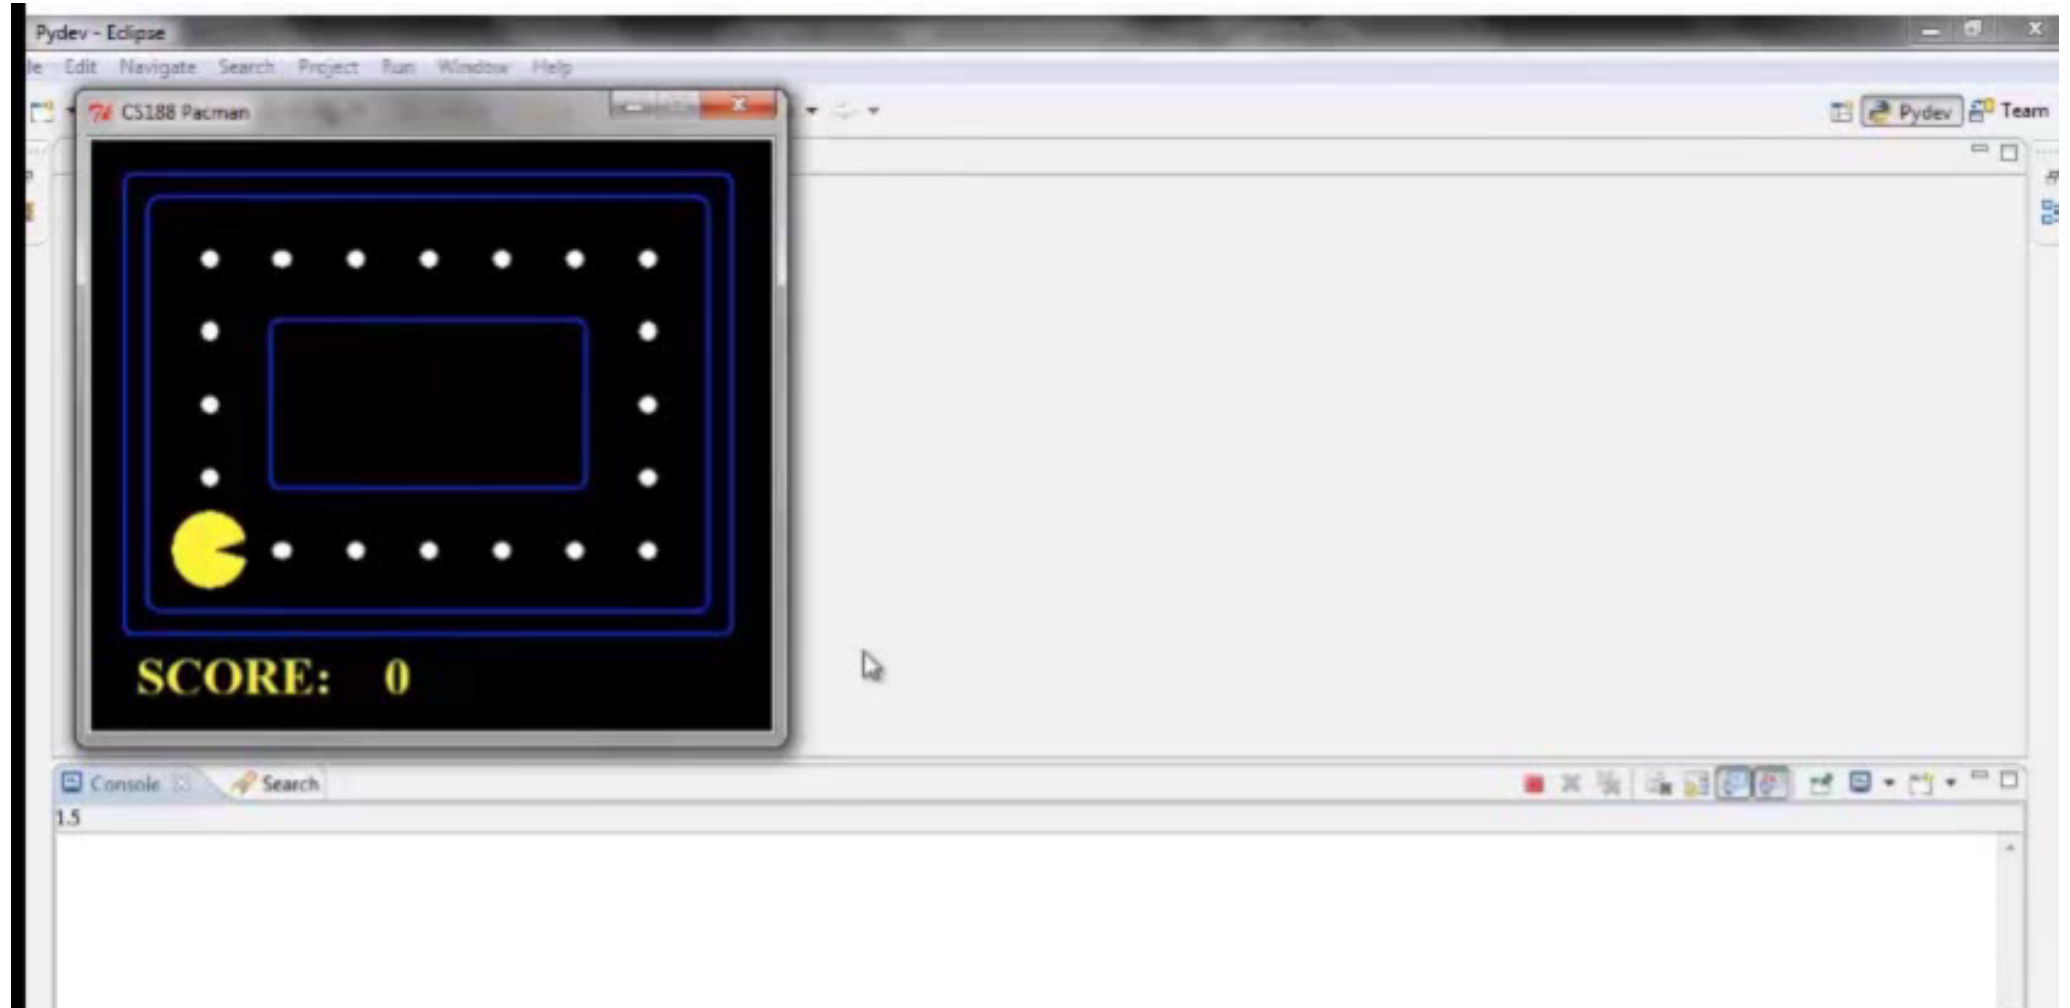 Pydev - Eclipse
le Edit Navigate Search Project Run Window Help
CS188 Pacman
Pydev Team
SCORE: 0
Console Search
1.5